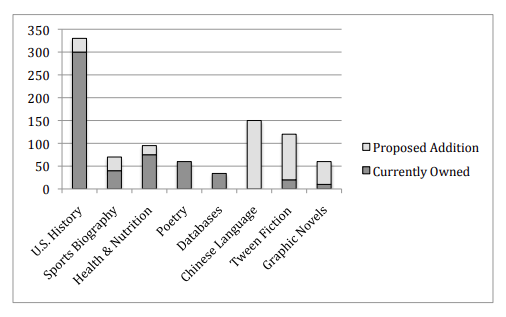 350
300
250
200
150
100
50
0
U.S. History
Sports Biography
Health & Nutrition
Poetry
Databases
Chinese Language
Tween Fiction
Graphic Novels
Proposed Addition
Currently Owned